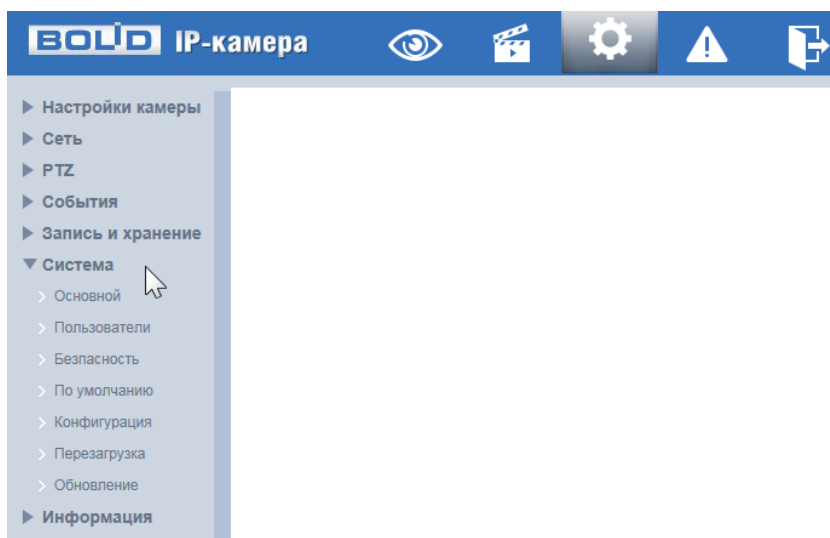 BOLID IP-камера
Настройки камеры
Сеть
PTZ
События
Запись и хранение
Система
Основной
Пользователи
Безпасность
По умолчанию
Конфигурация
Перезагрузка
Обновление
Информация